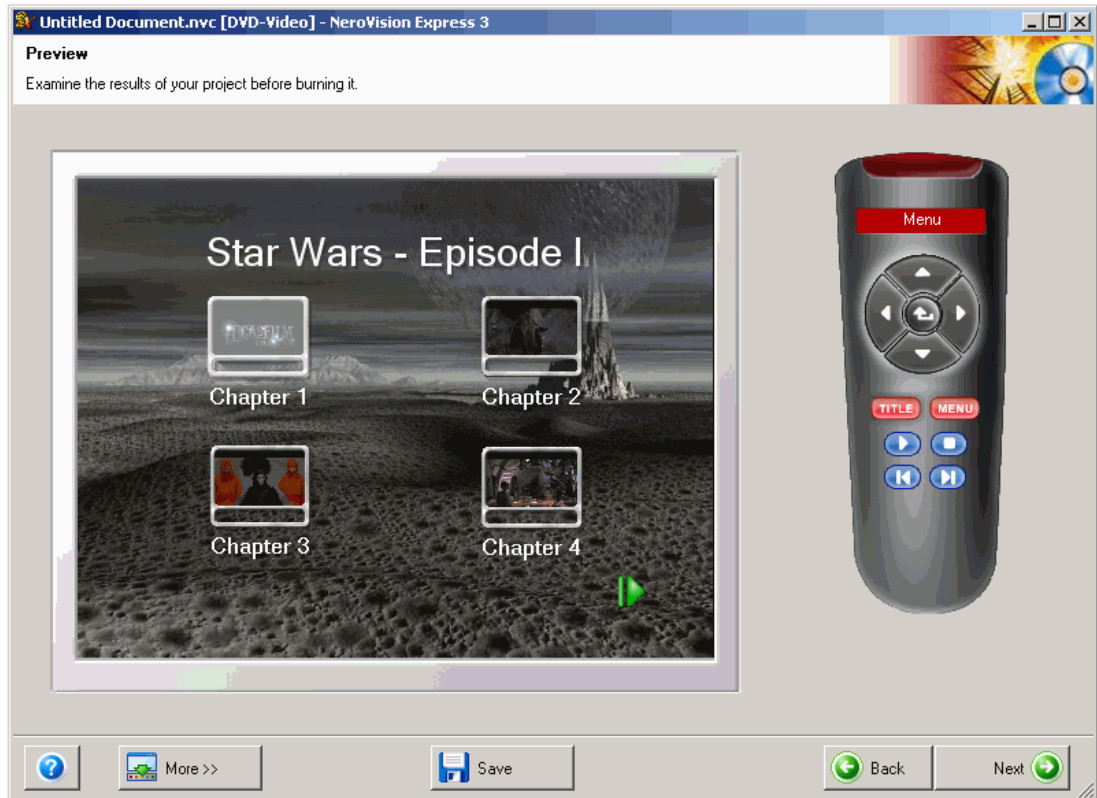 Untitled Document.nvc [DVD-Video] - NeroVision Express 3
Preview
Examine the results of your project before burning it.
Star Wars - Episode I
LUCASFILM
Chapter 1
Chapter 2
Chapter 3
Chapter 4
Menu
TITLE MENU
More >>
Save
Back
Next